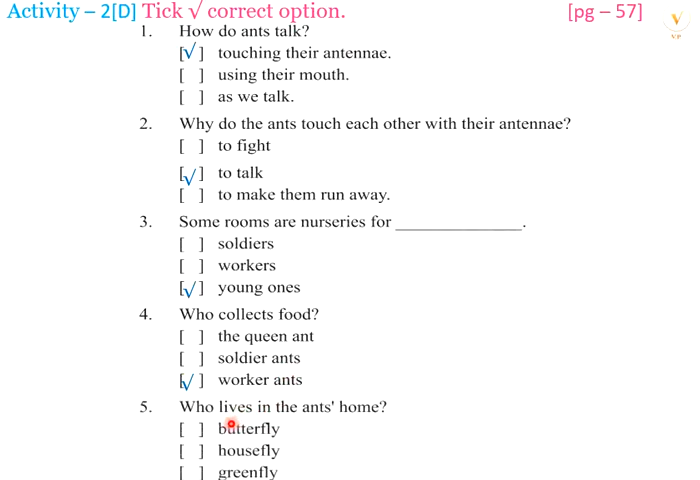 Activity – 2[D] Tick √ correct option. [pg – 57]
V
VP
1. How do ants talk?
[√] touching their antennae.
[ ] using their mouth.
[ ] as we talk.
2. Why do the ants touch each other with their antennae?
[ ] to fight
[√] to talk
[ ] to make them run away.
3. Some rooms are nurseries for ______________.
[ ] soldiers
[ ] workers
[√] young ones
4. Who collects food?
[ ] the queen ant
[ ] soldier ants
[√] worker ants
5. Who lives in the ants' home?
[ ] butterfly
[ ] housefly
[ ] greenfly